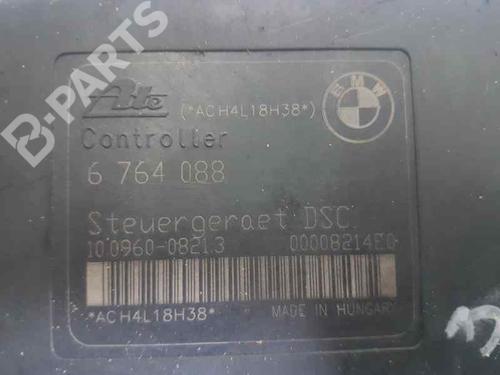 B-PARTS
Ate (*ACH4L18H38*)
BMW
Controller
6 764 088
Steuergeraet DSC
10.0960-0821.3 00008214E0
*ACH4L18H38* MADE IN HUNGARY